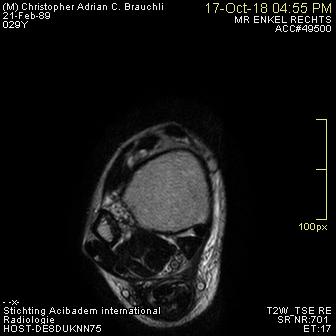 (M) Christopher Adrian C. Brauchli
17-Oct-18 04:55 PM
21-Feb-89
MR ENKEL RECHTS
029Y
ACC#49500
100px
--x-
Stichting Acibadem international
T2W_TSE RE
Radiologie
SR NR:701
HOST-DE8DUKNN75
ET:17